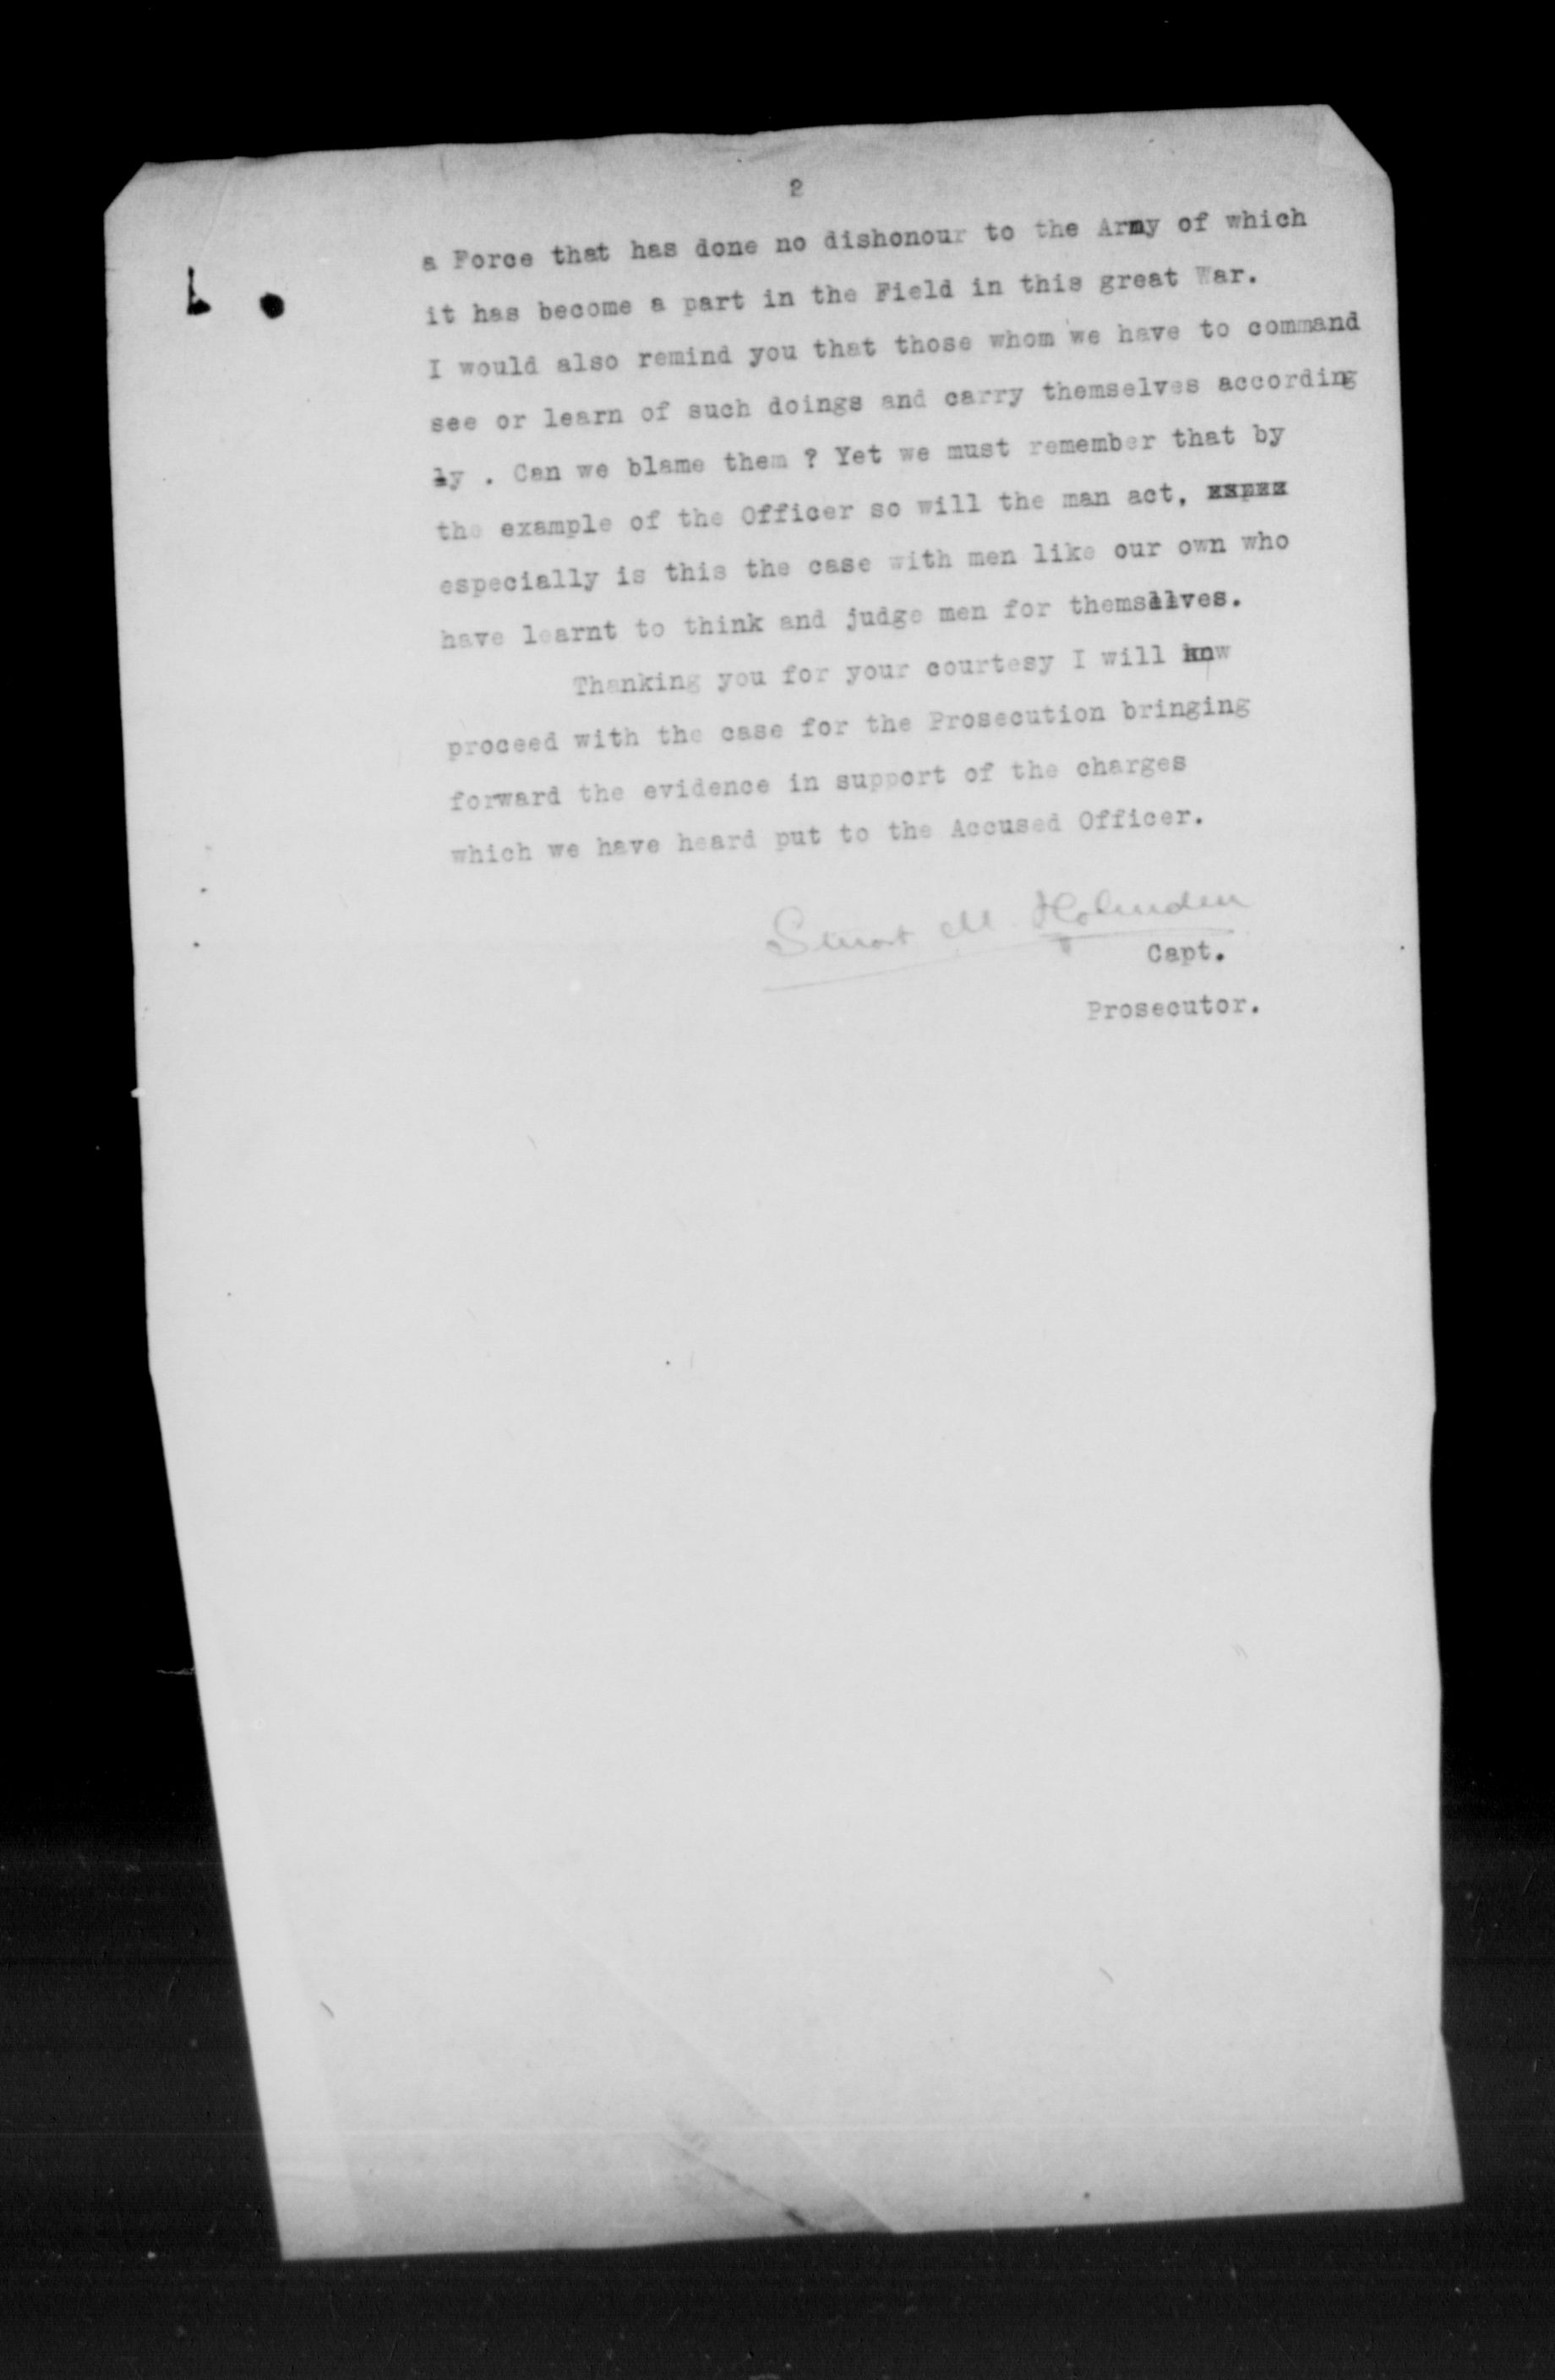 2
a Force that has done no dishonour to the Army of which
it has become a part in the Field in this great War.
I would also remind you that those whom we have to command
see or learn of such doings and carry themselves according
ly . Can we blame them ? Yet we must remember that by
the example of the Officer so will the man act,
especially is this the case with men like our own who
have learnt to think and judge men for themselves.
Thanking you for your courtesy I will now
proceed with the case for the Prosecution bringing
forward the evidence in support of the charges
which we have heard put to the Accused Officer.
Stuart M Holmden
Capt.
Prosecutor.